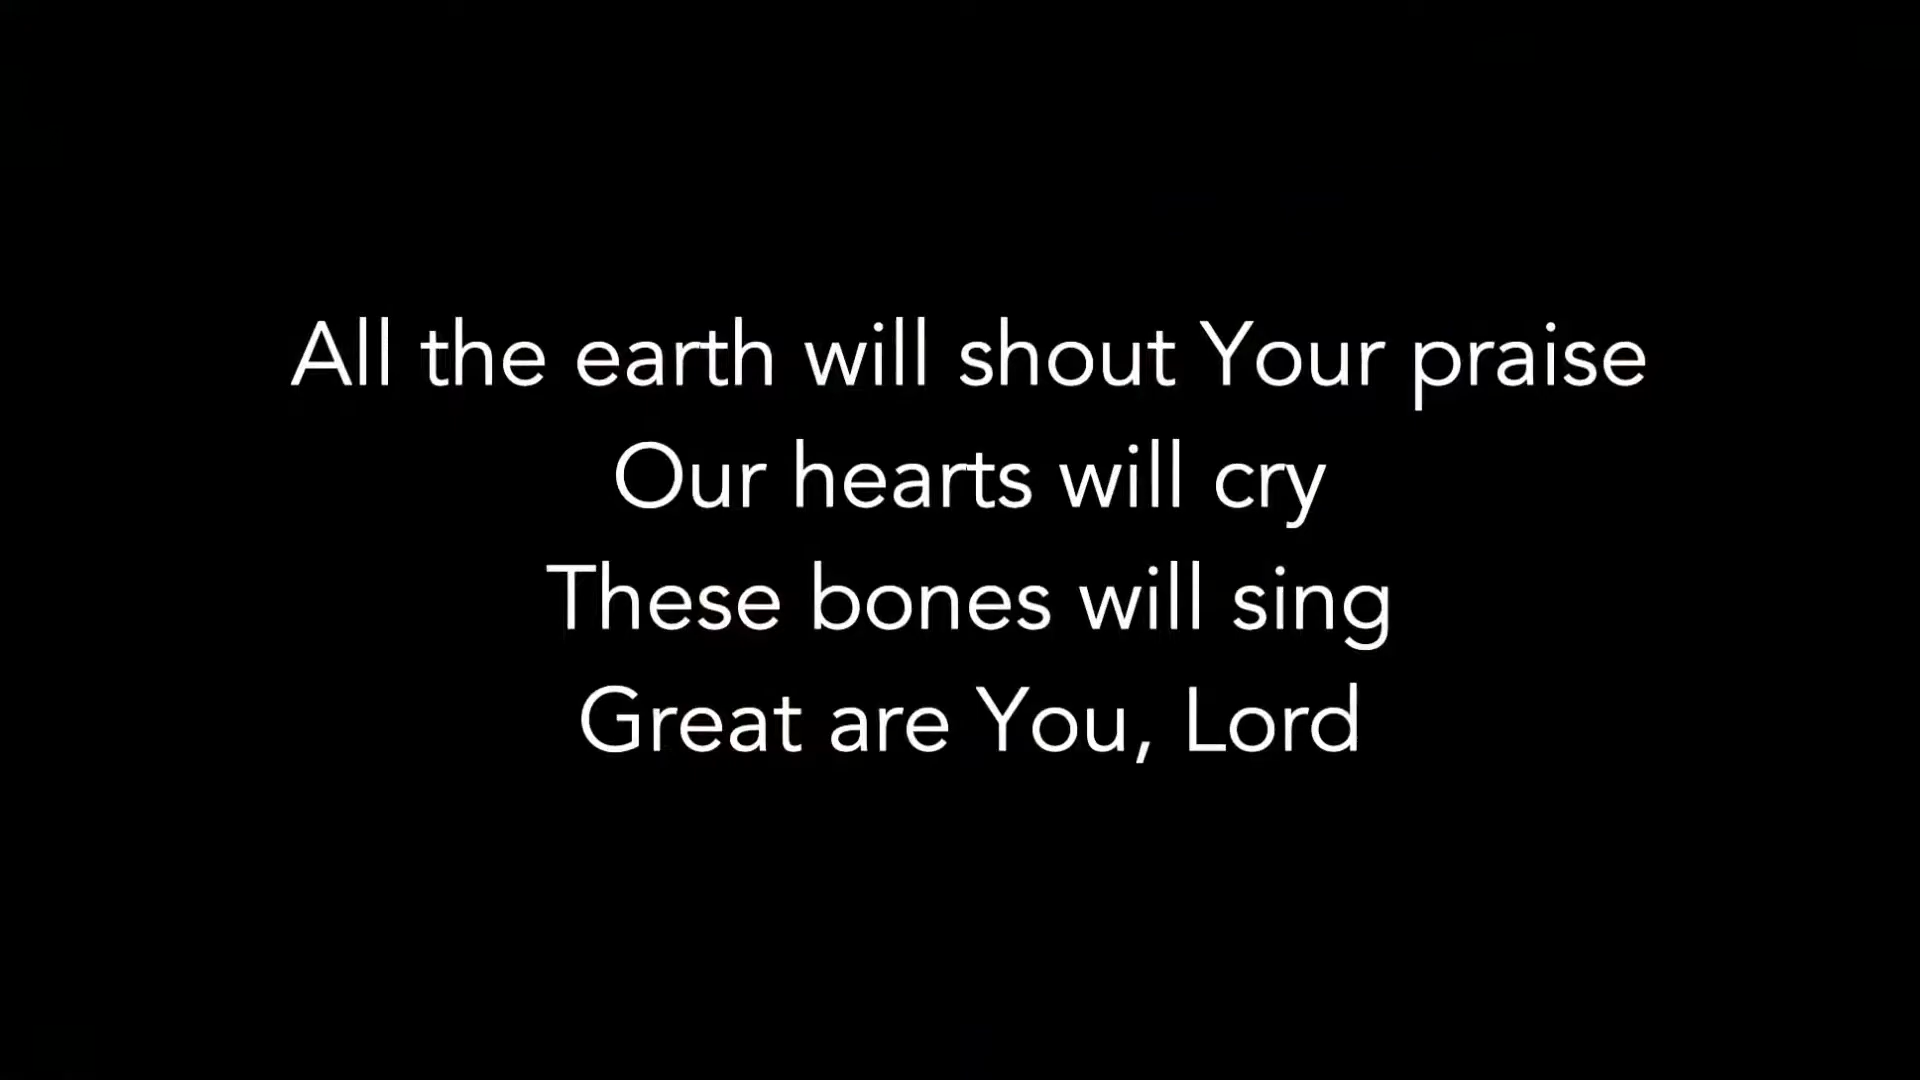 All the earth will shout Your praise
Our hearts will cry
These bones will sing
Great are You, Lord